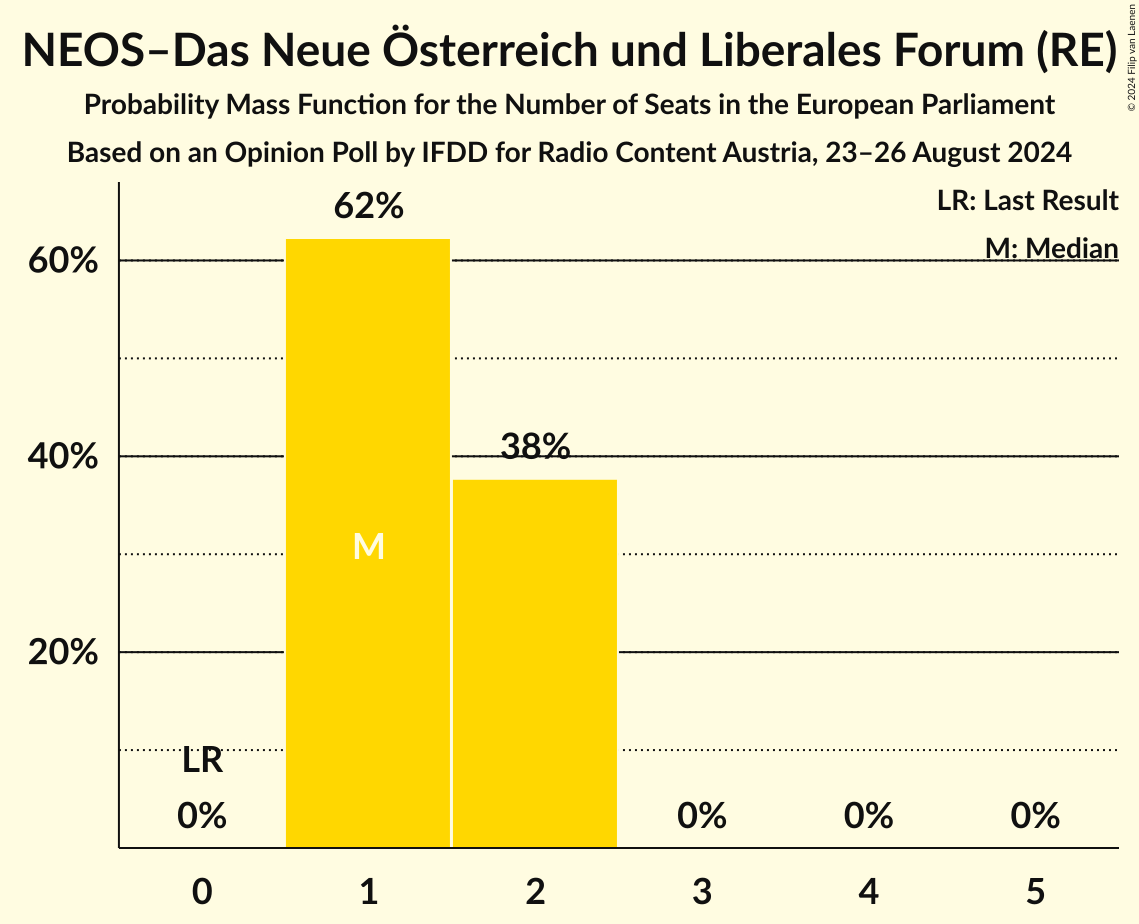 NEOS–Das Neue Österreich und Liberales Forum (RE)
Probability Mass Function for the Number of Seats in the European Parliament
Based on an Opinion Poll by IFDD for Radio Content Austria, 23–26 August 2024
© 2024 Filip van Laenen
LR: Last Result
M: Median
62%
60%
38%
40%
M
20%
LR
0%
0%
0%
0%
0 1 2 3 4 5